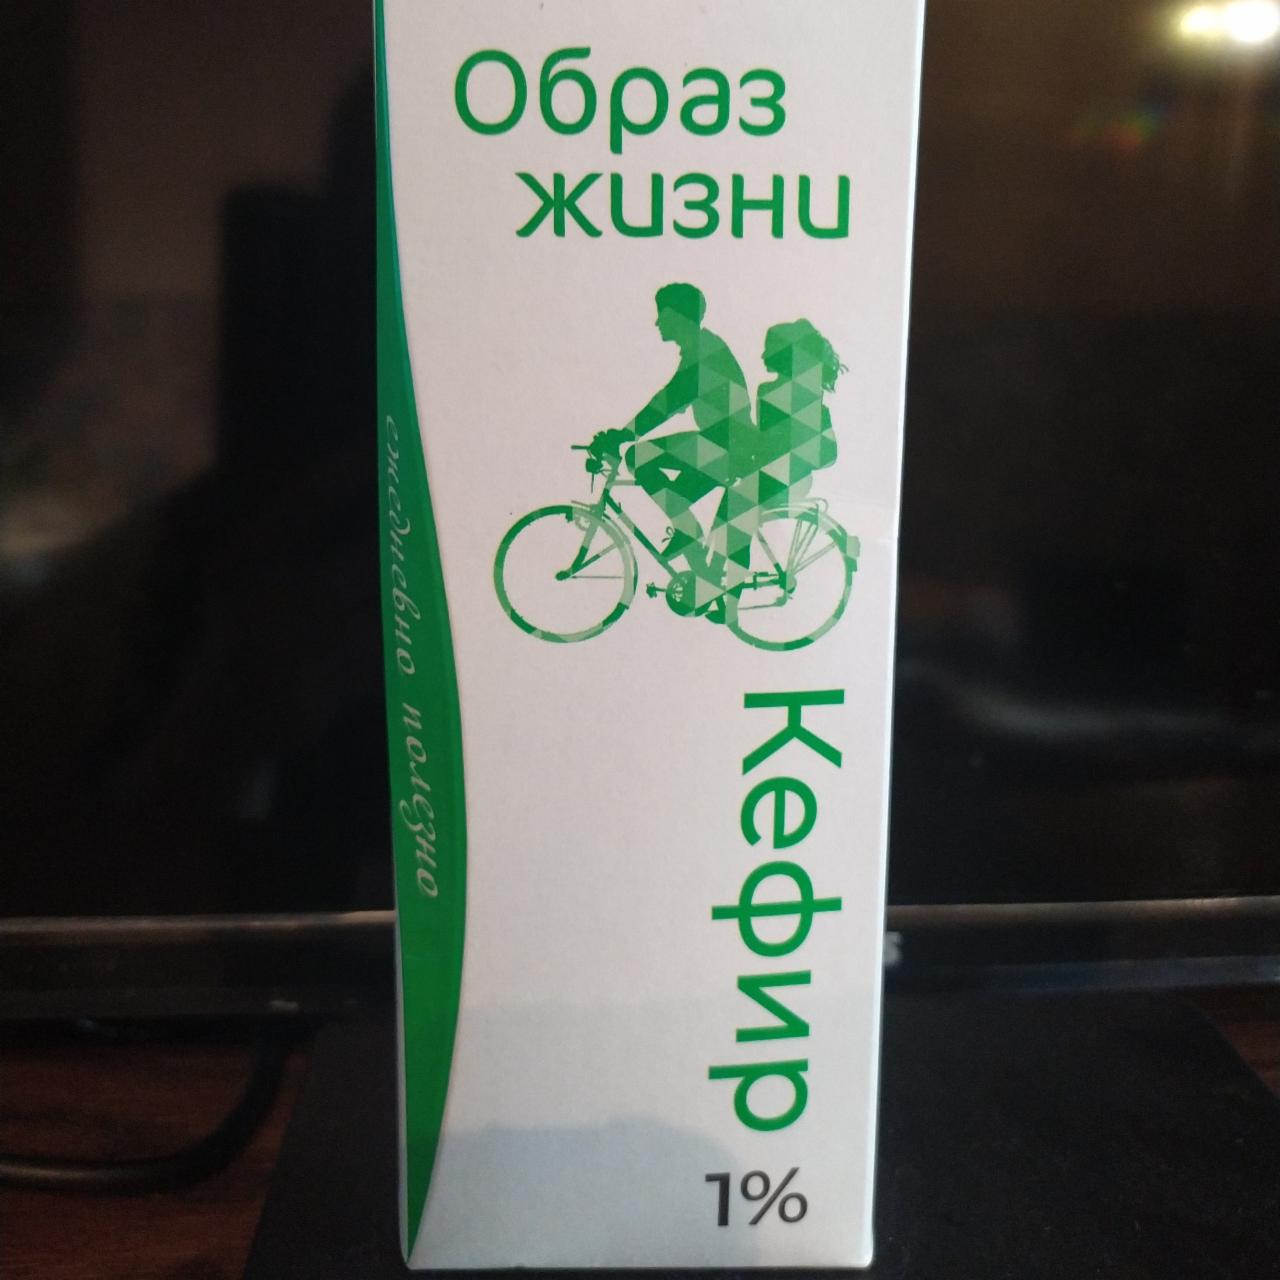 Образ
жизни
ежедневно полезно
Кефир
1%